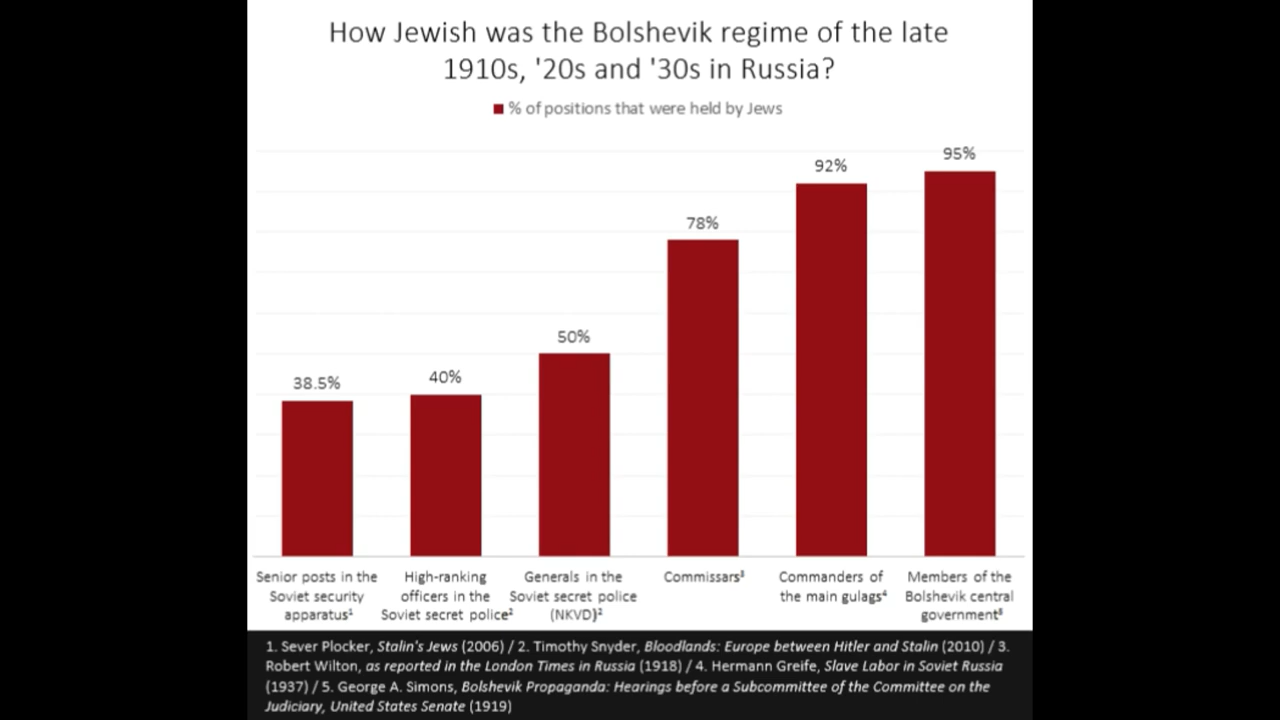 How Jewish was the Bolshevik regime of the late
1910s, '20s and '30s in Russia?
% of positions that were held by Jews
38.5%
40%
50%
78%
92%
95%
Senior posts in the
Soviet security
apparatus¹
High-ranking
officers in the
Soviet secret police²
Generals in the
Soviet secret police
(NKVD)²
Commissars³
Commanders of
the main gulags⁴
Members of the
Bolshevik central
government⁵
1. Sever Plocker, Stalin's Jews (2006) / 2. Timothy Snyder, Bloodlands: Europe between Hitler and Stalin (2010) / 3.
Robert Wilton, as reported in the London Times in Russia (1918) / 4. Hermann Greife, Slave Labor in Soviet Russia
(1937) / 5. George A. Simons, Bolshevik Propaganda: Hearings before a Subcommittee of the Committee on the
Judiciary, United States Senate (1919)